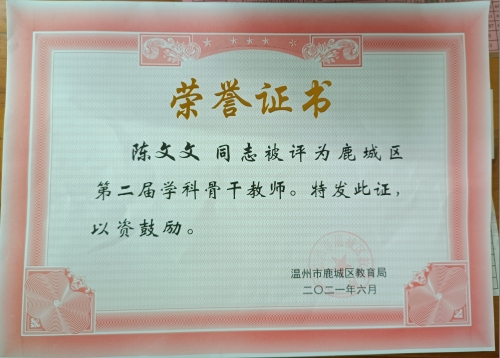 荣誉证书
陈文文 同志被评为鹿城区
第二届学科骨干教师。特发此证，
以资鼓励。
温州市鹿城区教育局
二〇二一年六月